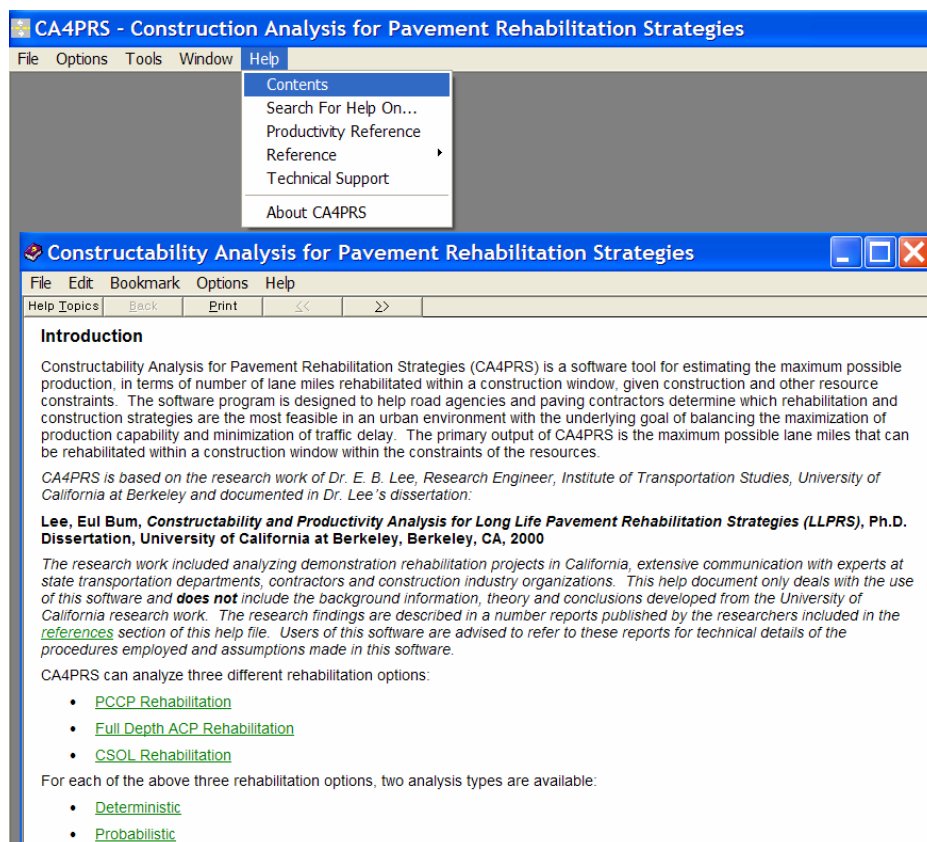 CA4PRS - Construction Analysis for Pavement Rehabilitation Strategies
File Options Tools Window Help
Contents
Search For Help On...
Productivity Reference
Reference
Technical Support
About CA4PRS
Constructability Analysis for Pavement Rehabilitation Strategies
File Edit Bookmark Options Help
Help Topics Back Print << >>
Introduction
Constructability Analysis for Pavement Rehabilitation Strategies (CA4PRS) is a software tool for estimating the maximum possible
production, in terms of number of lane miles rehabilitated within a construction window, given construction and other resource
constraints. The software program is designed to help road agencies and paving contractors determine which rehabilitation and
construction strategies are the most feasible in an urban environment with the underlying goal of balancing the maximization of
production capability and minimization of traffic delay. The primary output of CA4PRS is the maximum possible lane miles that can
be rehabilitated within a construction window within the constraints of the resources.
CA4PRS is based on the research work of Dr. E. B. Lee, Research Engineer, Institute of Transportation Studies, University of
California at Berkeley and documented in Dr. Lee's dissertation:
Lee, Eul Bum, Constructability and Productivity Analysis for Long Life Pavement Rehabilitation Strategies (LLPRS), Ph.D.
Dissertation, University of California at Berkeley, Berkeley, CA, 2000
The research work included analyzing demonstration rehabilitation projects in California, extensive communication with experts at
state transportation departments, contractors and construction industry organizations. This help document only deals with the use
of this software and does not include the background information, theory and conclusions developed from the University of
California research work. The research findings are described in a number reports published by the researchers included in the
references section of this help file. Users of this software are advised to refer to these reports for technical details of the
procedures employed and assumptions made in this software.
CA4PRS can analyze three different rehabilitation options:
• PCCP Rehabilitation
• Full Depth ACP Rehabilitation
• CSOL Rehabilitation
For each of the above three rehabilitation options, two analysis types are available:
• Deterministic
• Probabilistic